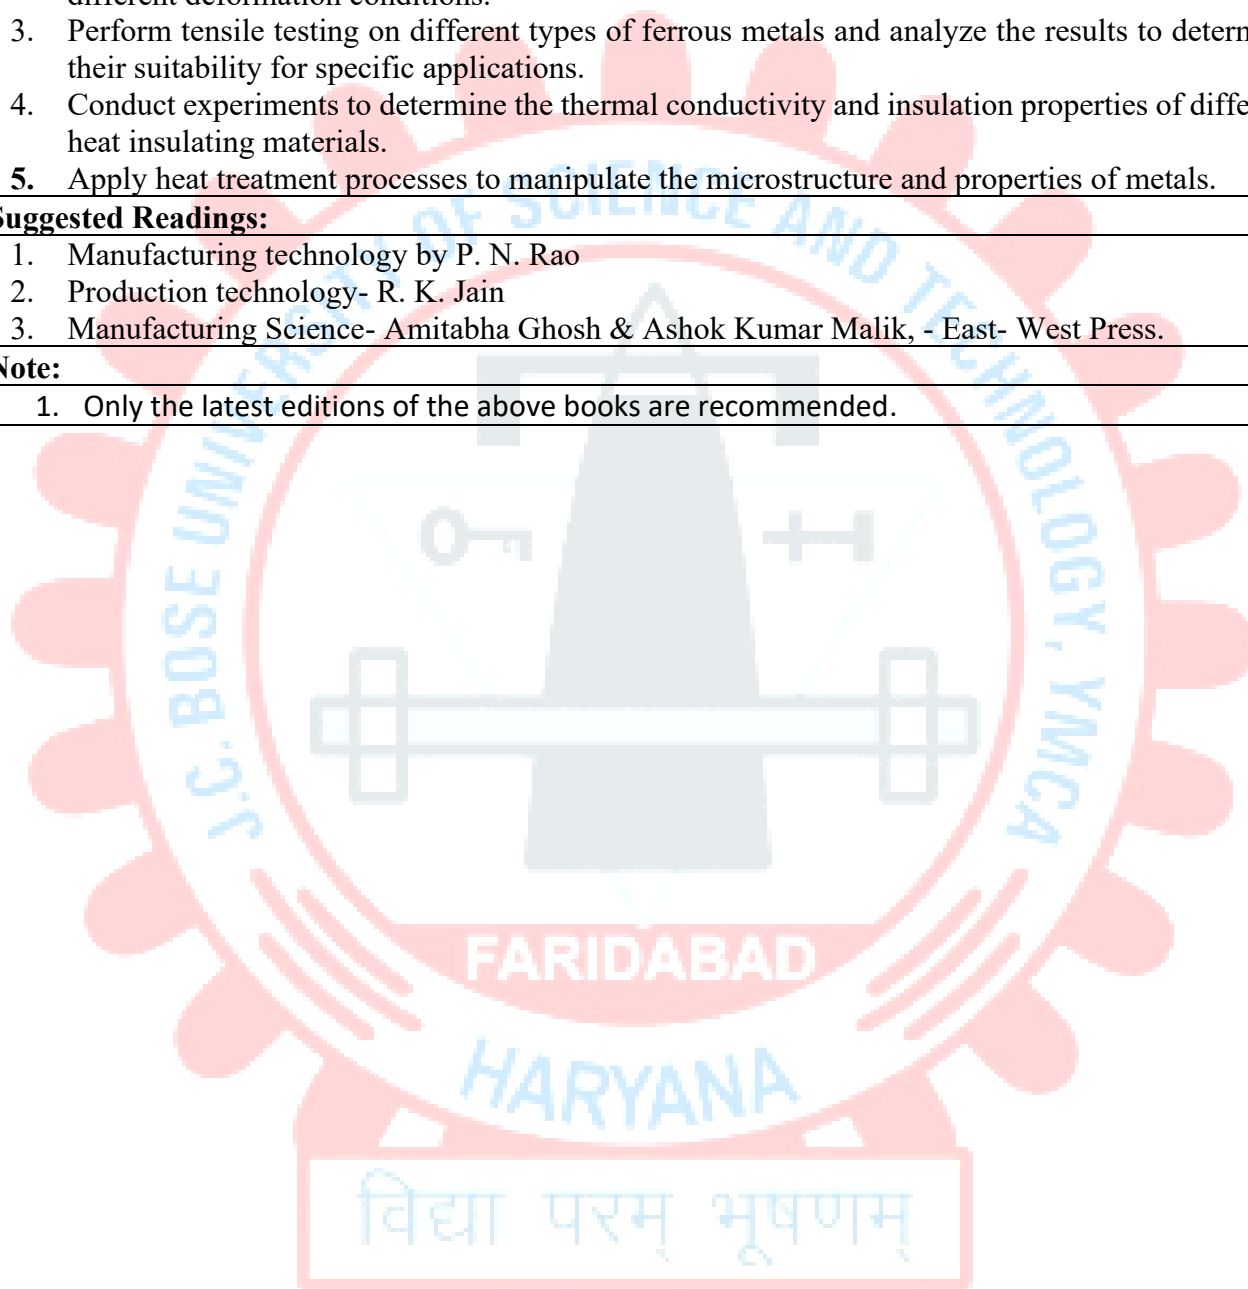 different deformation conditions.
3. Perform tensile testing on different types of ferrous metals and analyze the results to determ
their suitability for specific applications.
4. Conduct experiments to determine the thermal conductivity and insulation properties of diffe
heat insulating materials.
5. Apply heat treatment processes to manipulate the microstructure and properties of metals.
Suggested Readings:
1. Manufacturing technology by P. N. Rao
2. Production technology- R. K. Jain
3. Manufacturing Science- Amitabha Ghosh & Ashok Kumar Malik, - East- West Press.
Note:
1. Only the latest editions of the above books are recommended.
J.C. BOSE UNIVERSITY OF SCIENCE AND TECHNOLOGY, YMCA
FARIDABAD
HARYANA
विद्या परम् भूषणम्